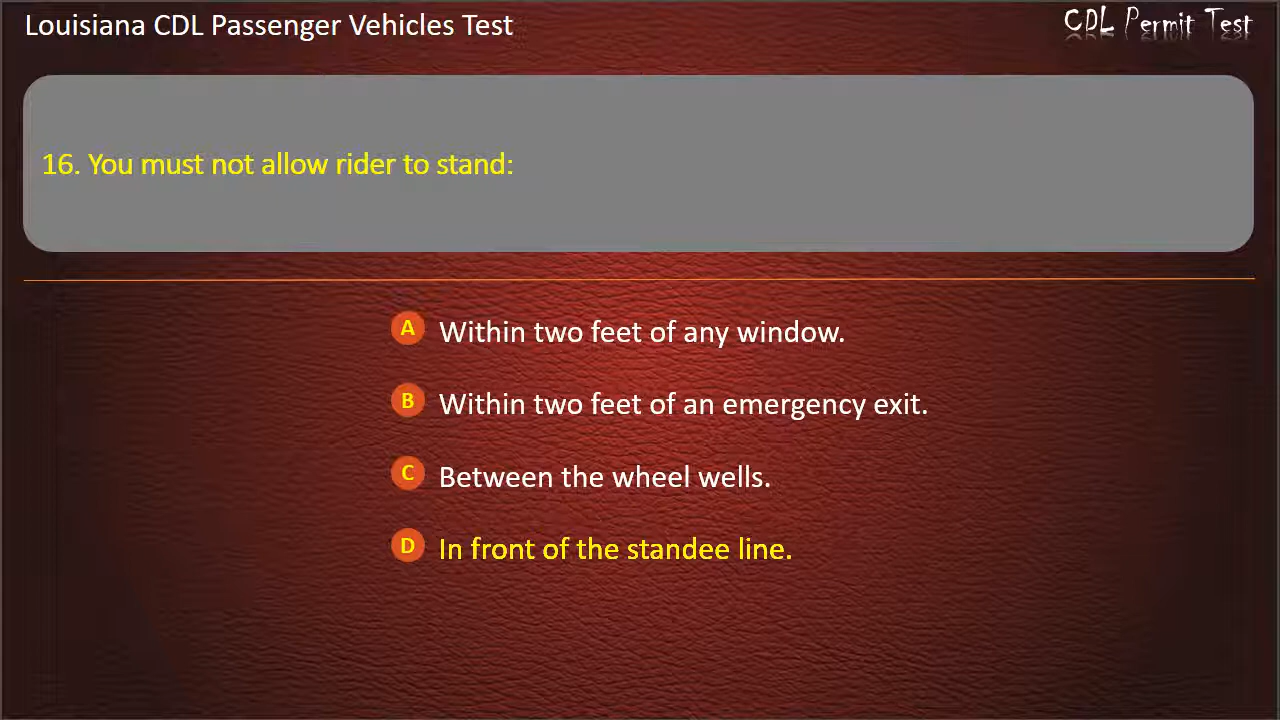 Louisiana CDL Passenger Vehicles Test
CDL Permit Test
16. You must not allow rider to stand:
A Within two feet of any window.
B Within two feet of an emergency exit.
C Between the wheel wells.
D In front of the standee line.